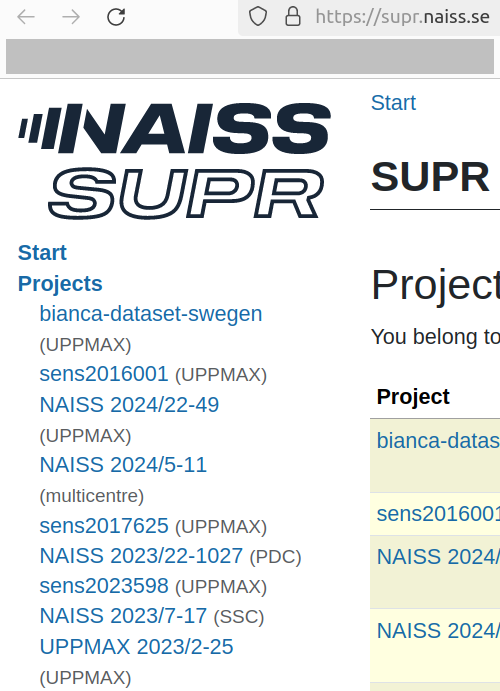 https://supr.naiss.se
NAISS
SUPR
Start
Projects
bianca-dataset-swegen
(UPPMAX)
sens2016001 (UPPMAX)
NAISS 2024/22-49
(UPPMAX)
NAISS 2024/5-11
(multicentre)
sens2017625 (UPPMAX)
NAISS 2023/22-1027 (PDC)
sens2023598 (UPPMAX)
NAISS 2023/7-17 (SSC)
UPPMAX 2023/2-25
(UPPMAX)
Start
SUPR
Project
You belong to
Project
bianca-datas
sens2016001
NAISS 2024/
NAISS 2024/